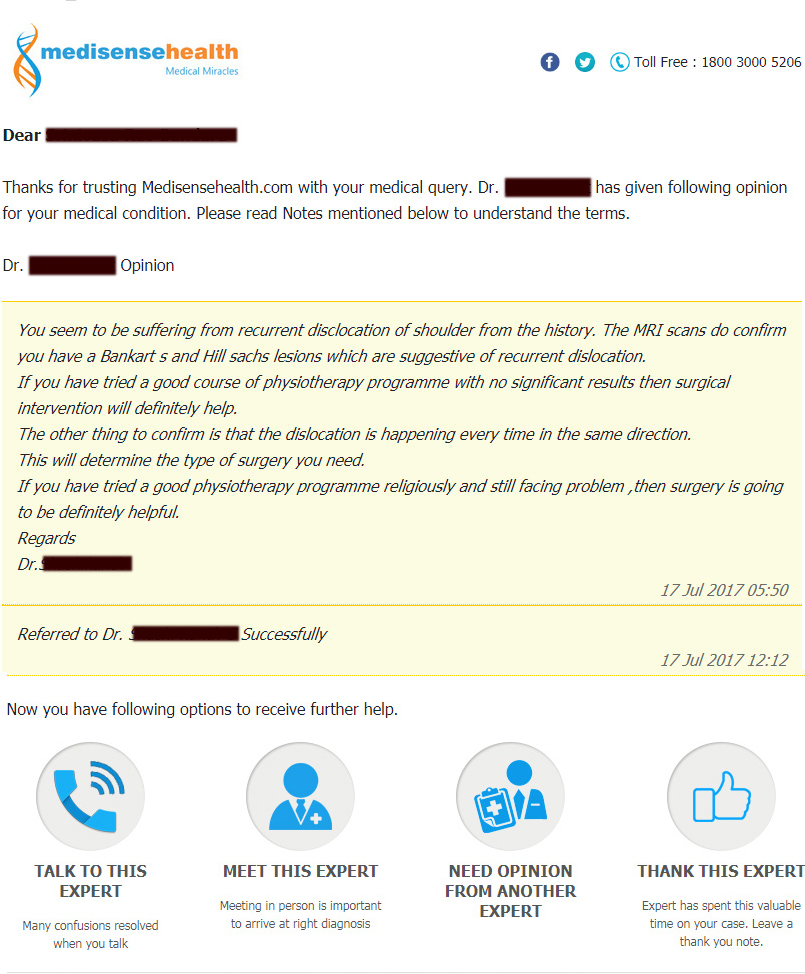 medisensehealth
Medical Miracles
Toll Free : 1800 3000 5206
Dear
Thanks for trusting Medisensehealth.com with your medical query. Dr. has given following opinion
for your medical condition. Please read Notes mentioned below to understand the terms.
Dr. Opinion
You seem to be suffering from recurrent disclocation of shoulder from the history. The MRI scans do confirm
you have a Bankart s and Hill sachs lesions which are suggestive of recurrent dislocation.
If you have tried a good course of physiotherapy programme with no significant results then surgical
intervention will definitely help.
The other thing to confirm is that the dislocation is happening every time in the same direction.
This will determine the type of surgery you need.
If you have tried a good physiotherapy programme religiously and still facing problem ,then surgery is going
to be definitely helpful.
Regards
Dr.
17 Jul 2017 05:50
Referred to Dr. Successfully
17 Jul 2017 12:12
Now you have following options to receive further help.
TALK TO THIS
EXPERT
Many confusions resolved
when you talk
MEET THIS EXPERT
Meeting in person is important
to arrive at right diagnosis
NEED OPINION
FROM ANOTHER
EXPERT
THANK THIS EXPERT
Expert has spent this valuable
time on your case. Leave a
thank you note.